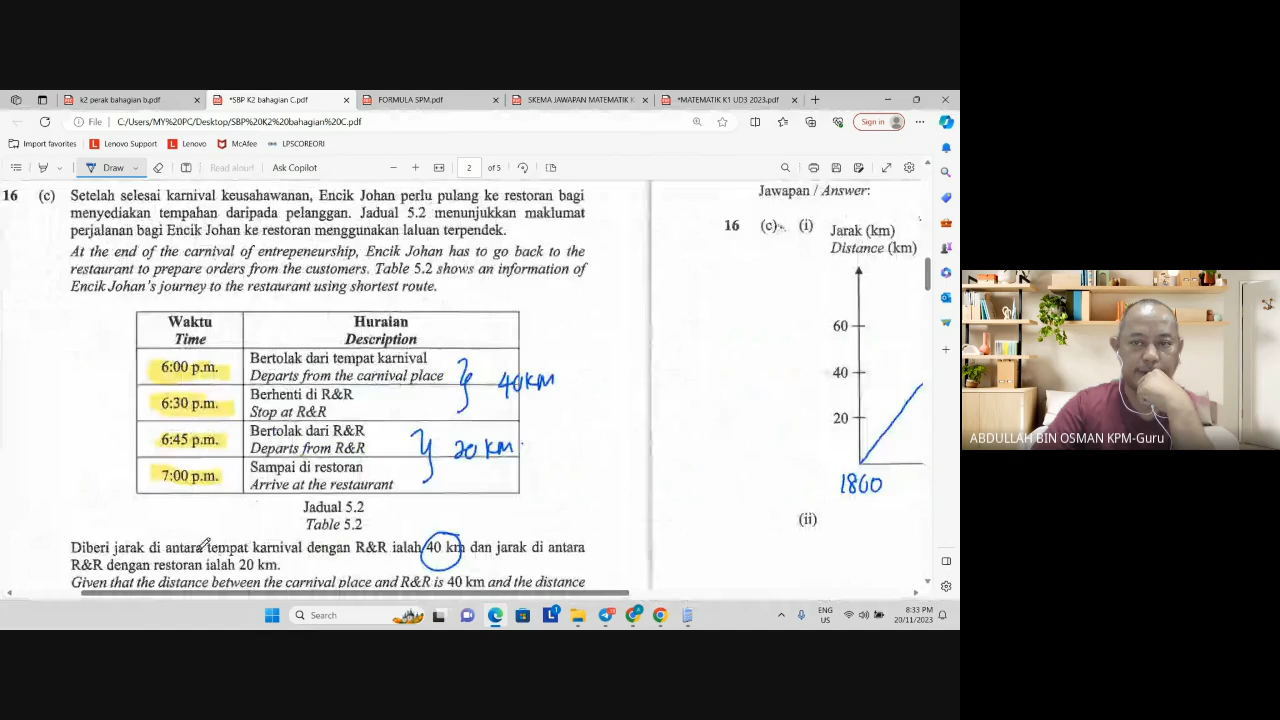 k2 perak bahagian b.pdf
*SBP K2 bahagian C.pdf
FORMULA SPM.pdf
SKEMA JAWAPAN MATEMATIK K
*MATEMATIK K1 UD3 2023.pdf
File
C:/Users/MY%20PC/Desktop/SBP%20K2%20bahagian%20C.pdf
Sign in
Import favorites
Lenovo Support
Lenovo
McAfee
LPSCOREORI
Draw
Read aloud
Ask Copilot
2
of 5
16 (c) Setelah selesai karnival keusahawanan, Encik Johan perlu pulang ke restoran bagi
menyediakan tempahan daripada pelanggan. Jadual 5.2 menunjukkan maklumat
perjalanan bagi Encik Johan ke restoran menggunakan laluan terpendek.
At the end of the carnival of entrepeneurship, Encik Johan has to go back to the
restaurant to prepare orders from the customers. Table 5.2 shows an information of
Encik Johan's journey to the restaurant using shortest route.
Waktu
Time
Huraian
Description
6:00 p.m.
Bertolak dari tempat karnival
Departs from the carnival place
6:30 p.m.
Berhenti di R&R
Stop at R&R
40 KM
6:45 p.m.
Bertolak dari R&R
Departs from R&R
7:00 p.m.
Sampai di restoran
Arrive at the restaurant
20 KM
Jadual 5.2
Table 5.2
Diberi jarak di antara tempat karnival dengan R&R ialah 40 km dan jarak di antara
R&R dengan restoran ialah 20 km.
Given that the distance between the carnival place and R&R is 40 km and the distance
Jawapan / Answer:
16 (c) (i) Jarak (km)
Distance (km)
60
40
20
1800
(ii)
ABDULLAH BIN OSMAN KPM-Guru
Search
ENG
US
8:33 PM
20/11/2023